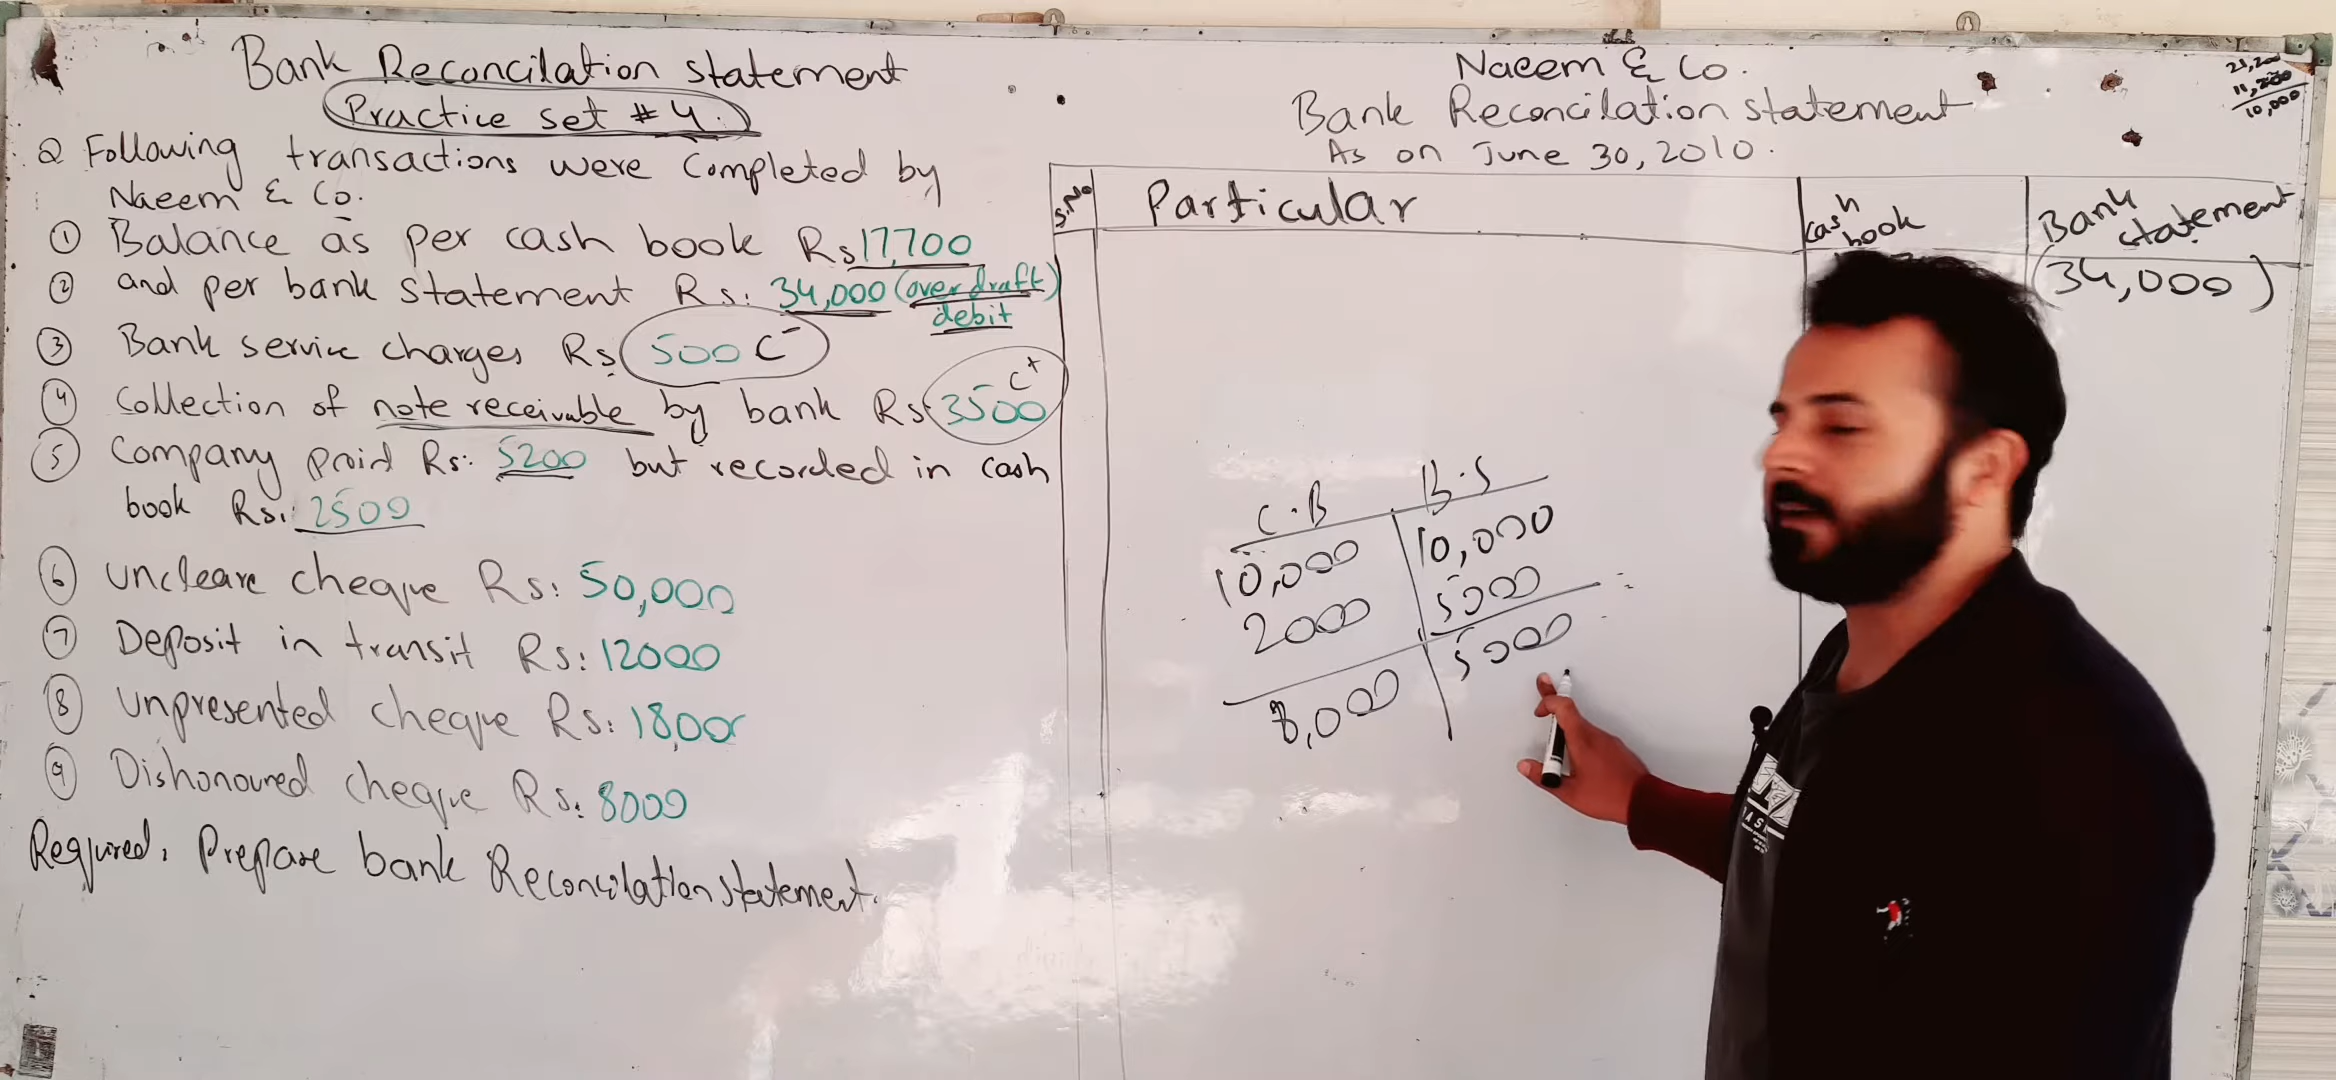 Bank Reconcilation statement
Practice set # 4.
Q Following transactions were completed by
Naeem & Co.
① Balance as per cash book Rs 17,700
② and per bank statement Rs: 34,000 (over draft)
debit
③ Bank service charges Rs 500 C-
④ Collection of note receivable by bank Rs: 3500 C+
⑤ Company paid Rs: 5200 but recorded in cash
book Rs: 2500
⑥ uncleare cheque Rs: 50,000
⑦ Deposit in transit Rs: 12000
⑧ unpresented cheque Rs: 18,00
⑨ Dishonoured cheque Rs: 8000
Required, Prepare bank Reconcilation statement.
Naeem & Co.
Bank Reconcilation statement
As on June 30, 2010.
S.No Particular cash book Bank statement
(34,000)
C.B B.S
10,000 10,000
2000 5000
8,000 5000
10,000